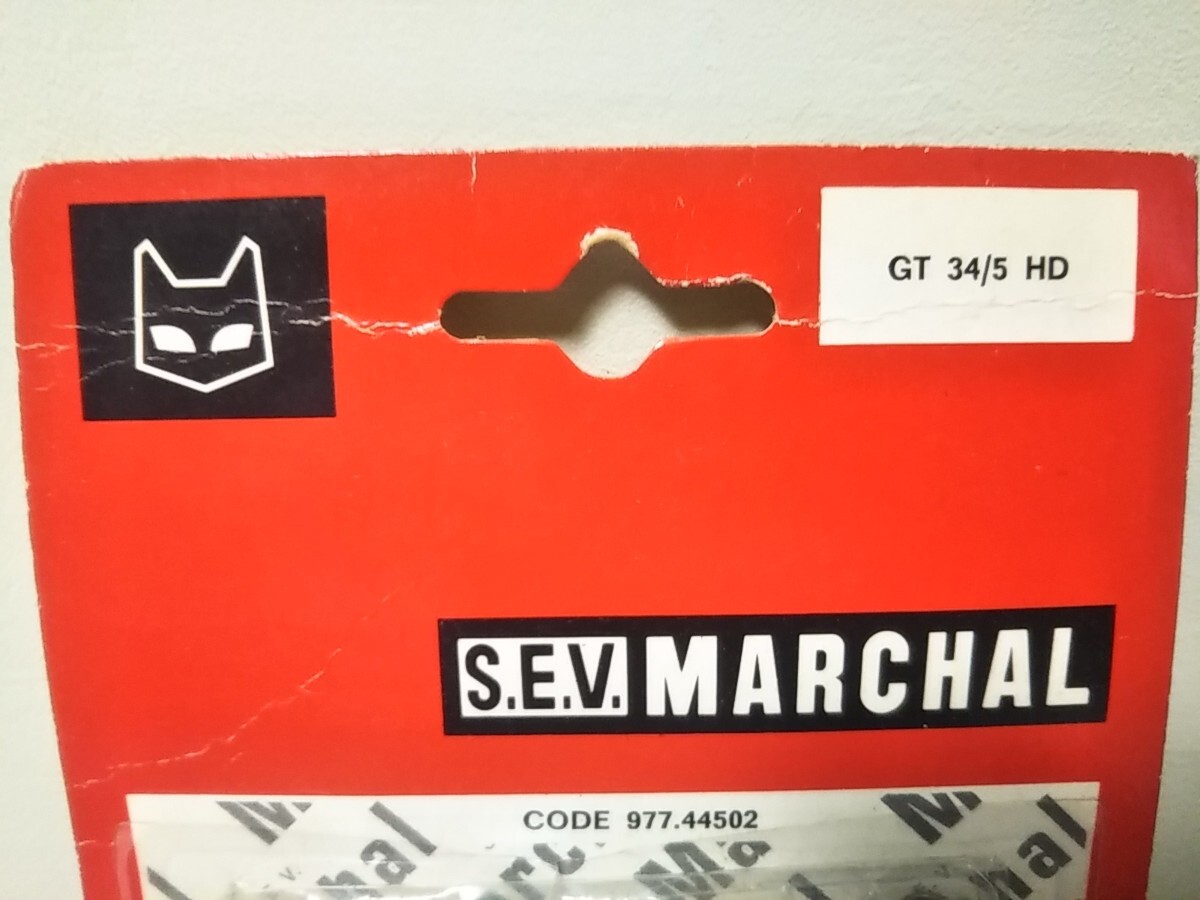 GT 34/5 HD
S.E.V. MARCHAL
CODE 977.44502